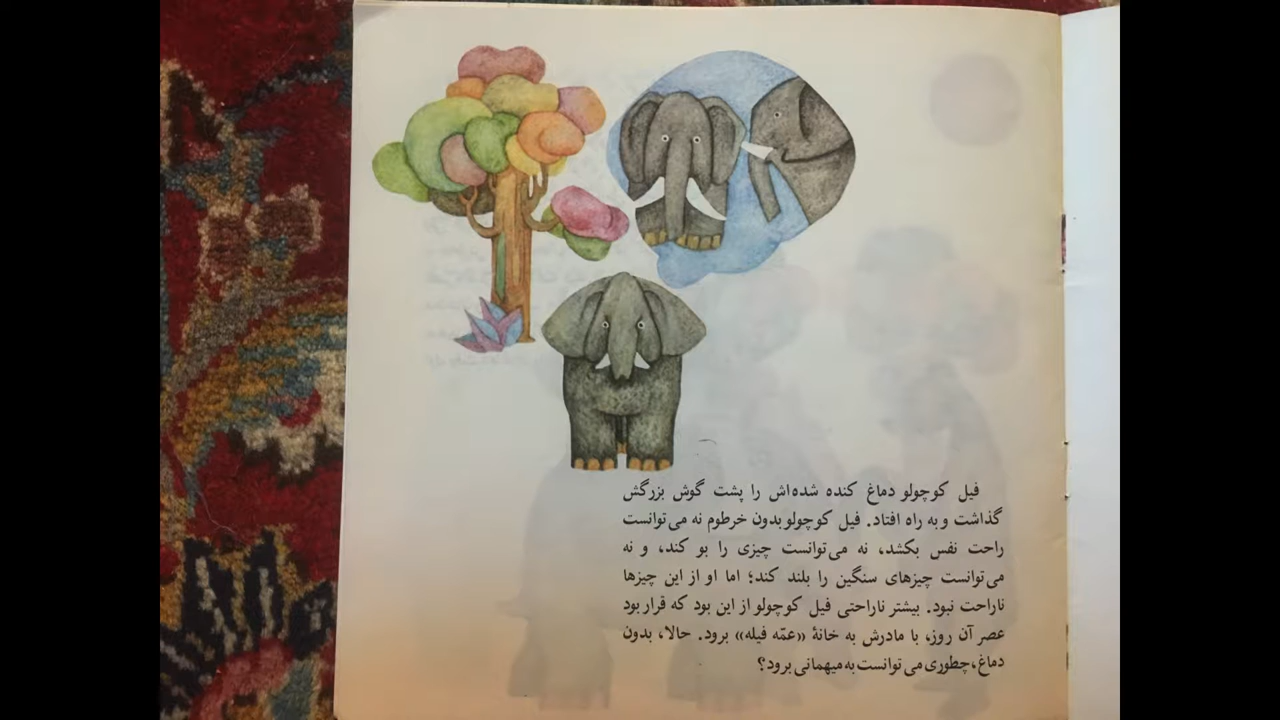 فیل کوچولو دماغ کنده شده‌اش را پشت گوش بزرگش
گذاشت و به راه افتاد. فیل کوچولو بدون خرطوم نه می‌توانست
راحت نفس بکشد، نه می‌توانست چیزی را بو کند، و نه
می‌توانست چیزهای سنگین را بلند کند؛ اما او از این چیزها
ناراحت نبود. بیشتر ناراحتی فیل کوچولو از این بود که قرار بود
عصر آن روز، با مادرش به خانهٔ «عمّه فیله» برود. حالا، بدون
دماغ، چطوری می‌توانست به میهمانی برود؟